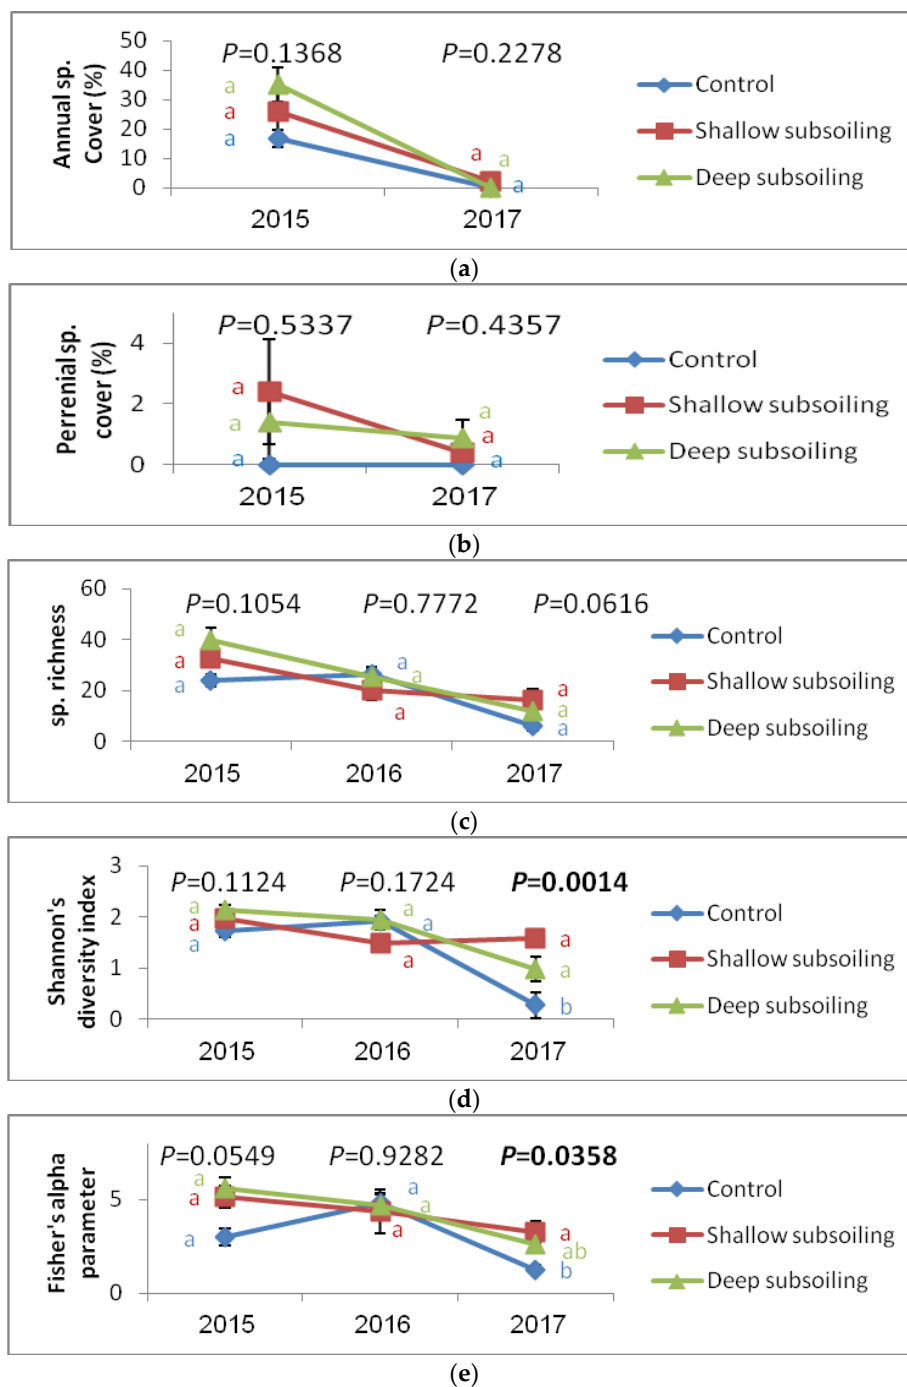 50
40
30
20
10
0
Annual sp.
Cover (%)
P=0.1368 P=0.2278
a
a
a
a
a
a
2015 2017
Control
Shallow subsoiling
Deep subsoiling
(a)
4
2
0
Perrenial sp.
cover (%)
P=0.5337 P=0.4357
a
a
a
a
a
a
2015 2017
Control
Shallow subsoiling
Deep subsoiling
(b)
60
40
20
0
sp. richness
P=0.1054 P=0.7772 P=0.0616
a
a
a
a
a
a
a
a
a
2015 2016 2017
Control
Shallow subsoiling
Deep subsoiling
(c)
3
2
1
0
Shannon's
diversity index
P=0.1124 P=0.1724 P=0.0014
a
a
a
a
a
a
a
a
b
2015 2016 2017
Control
Shallow subsoiling
Deep subsoiling
(d)
5
0
Fisher's alpha
parameter
P=0.0549 P=0.9282 P=0.0358
a
a
a
a
a
a
a
ab
b
2015 2016 2017
Control
Shallow subsoiling
Deep subsoiling
(e)